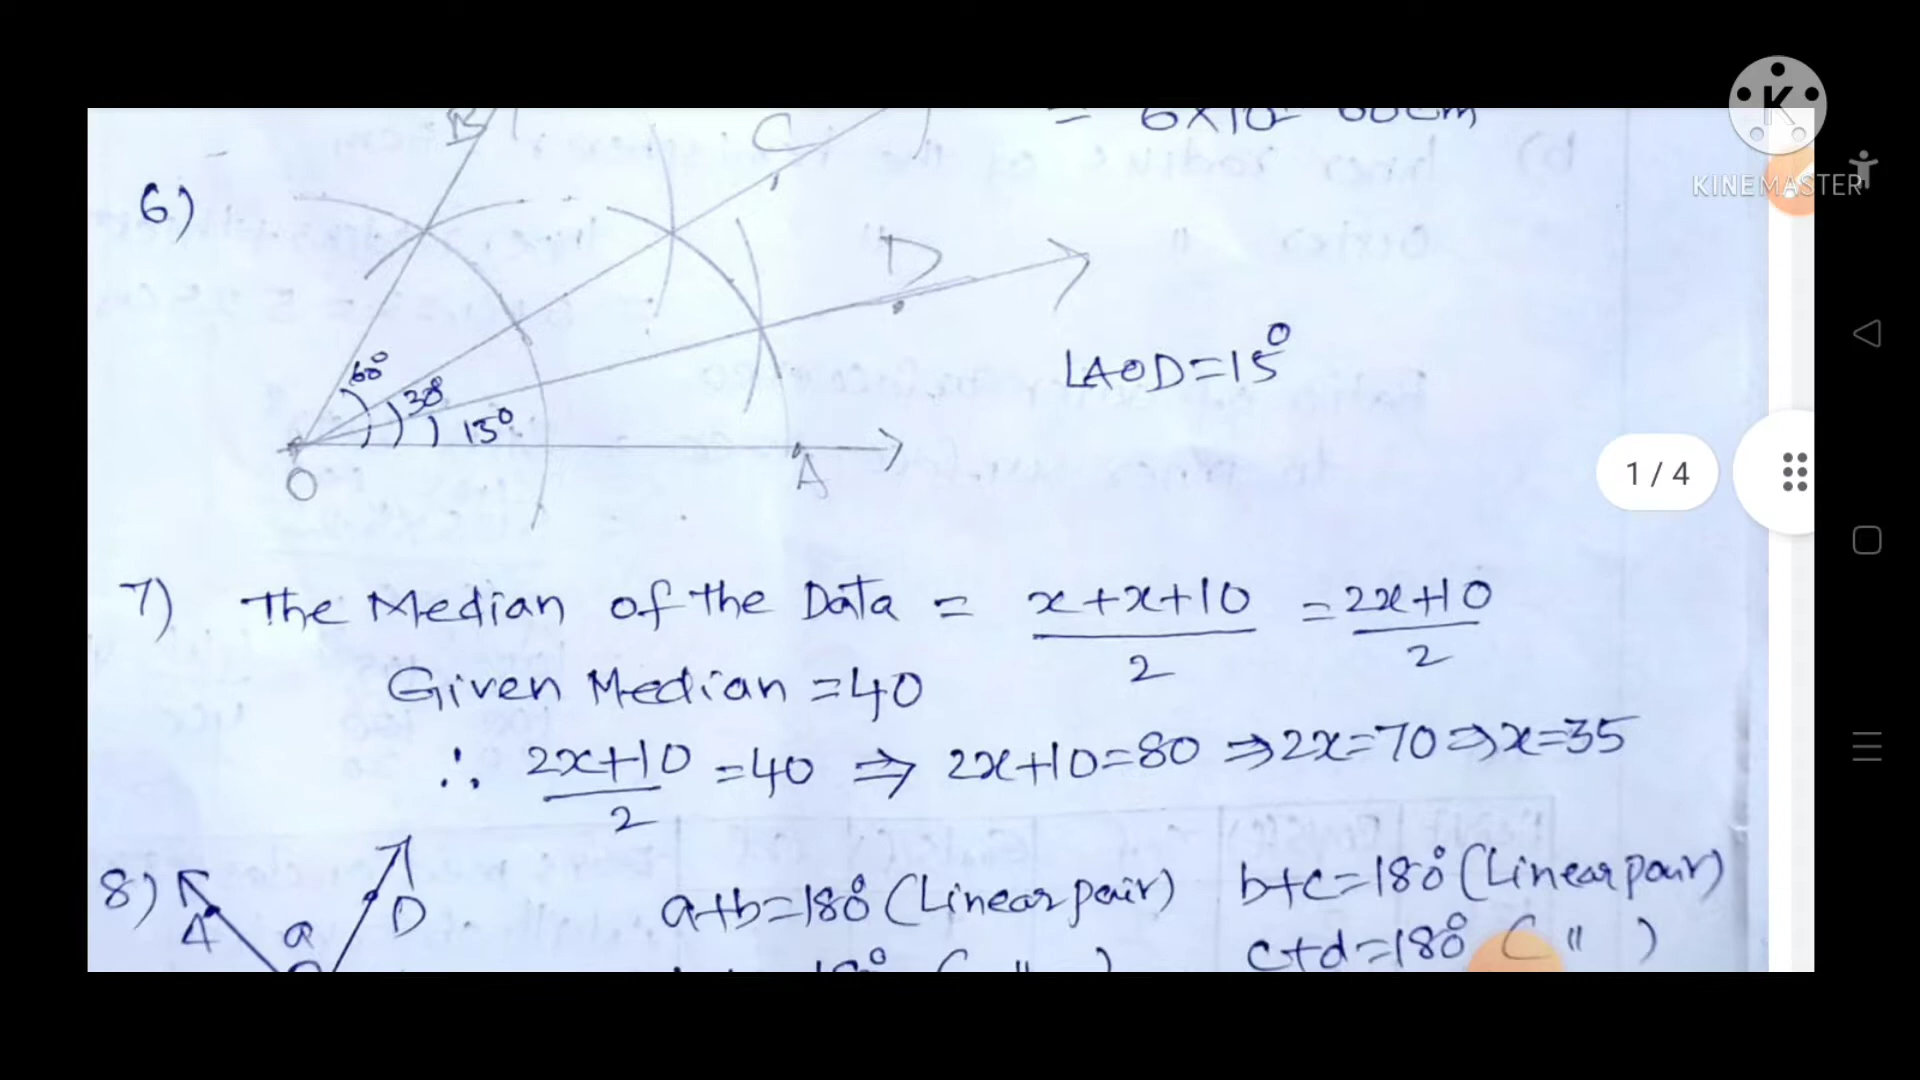 = 6x10= 60cm
6)
B
C
D
60°
30°
15°
∠AOD=15°
O
A
7) The Median of the Data = x+x+10/2 = 2x+10/2
Given Median =40
∴ 2x+10/2 =40 ⇒ 2x+10=80 ⇒2x=70⇒x=35
8) A
a
D
a+b=180° (Linear pair) b+c=180° (Linear pair)
c+d=180° ( " )
( " )
KINEMASTER
1 / 4